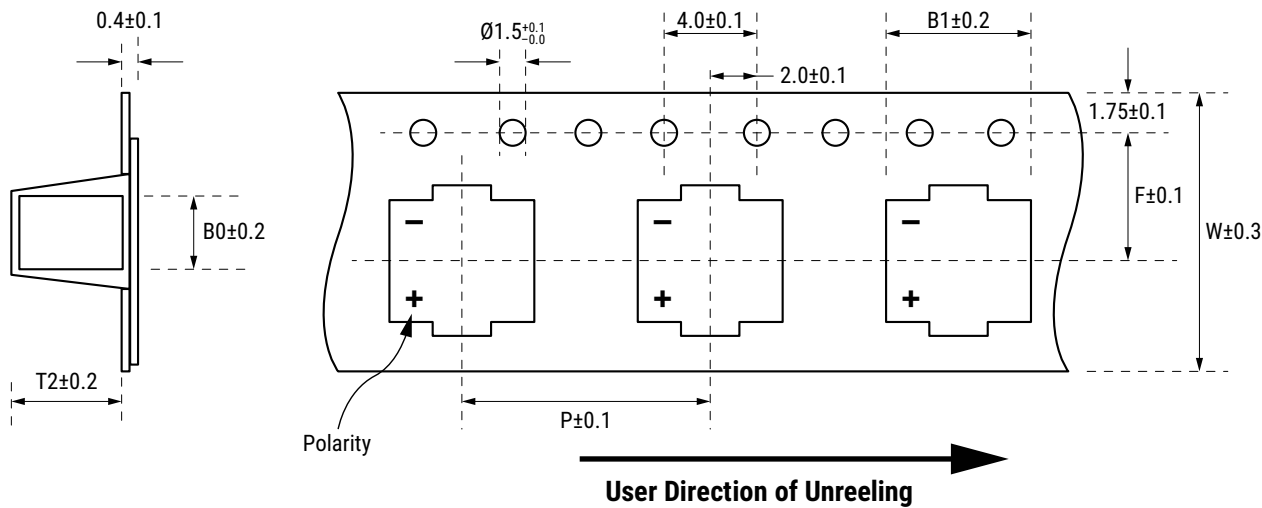 0.4±0.1
Ø1.5+0.1
−0.0
4.0±0.1
B1±0.2
2.0±0.1
1.75±0.1
F±0.1
B0±0.2
W±0.3
−
−
−
+
+
+
T2±0.2
P±0.1
Polarity
User Direction of Unreeling